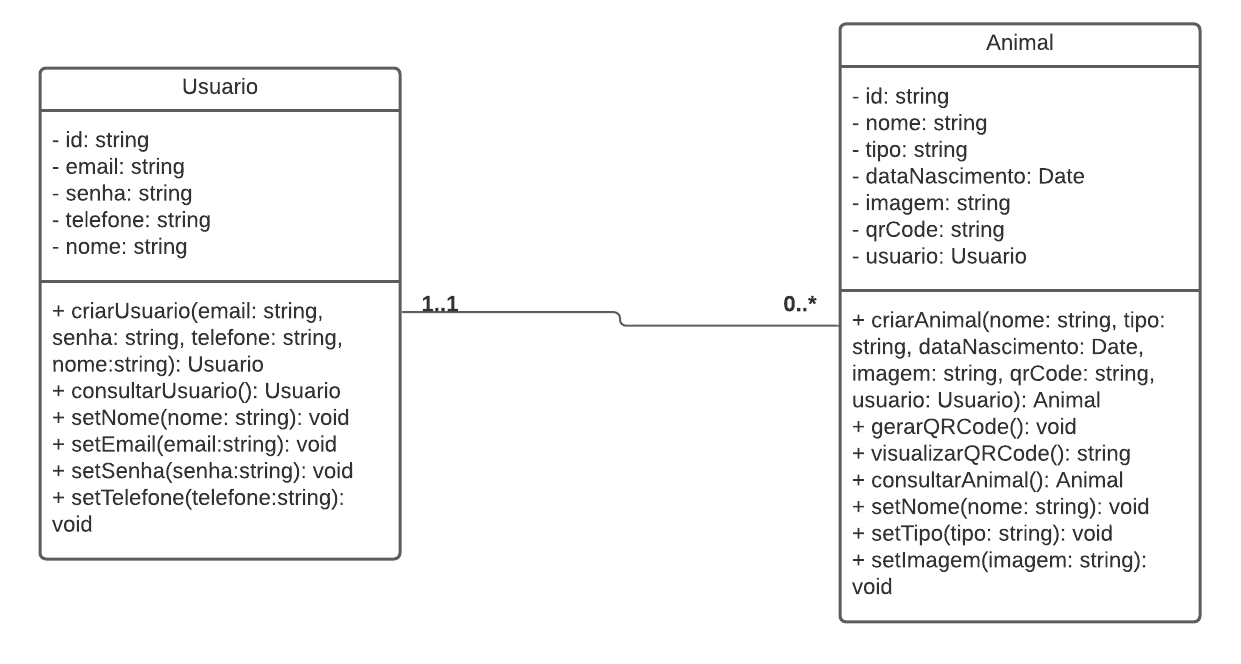 Usuario
- id: string
- email: string
- senha: string
- telefone: string
- nome: string
+ criarUsuario(email: string,
senha: string, telefone: string,
nome:string): Usuario
+ consultarUsuario(): Usuario
+ setNome(nome: string): void
+ setEmail(email:string): void
+ setSenha(senha:string): void
+ setTelefone(telefone:string):
void
1..1
0..*
Animal
- id: string
- nome: string
- tipo: string
- dataNascimento: Date
- imagem: string
- qrCode: string
- usuario: Usuario
+ criarAnimal(nome: string, tipo:
string, dataNascimento: Date,
imagem: string, qrCode: string,
usuario: Usuario): Animal
+ gerarQRCode(): void
+ visualizarQRCode(): string
+ consultarAnimal(): Animal
+ setNome(nome: string): void
+ setTipo(tipo: string): void
+ setImagem(imagem: string):
void